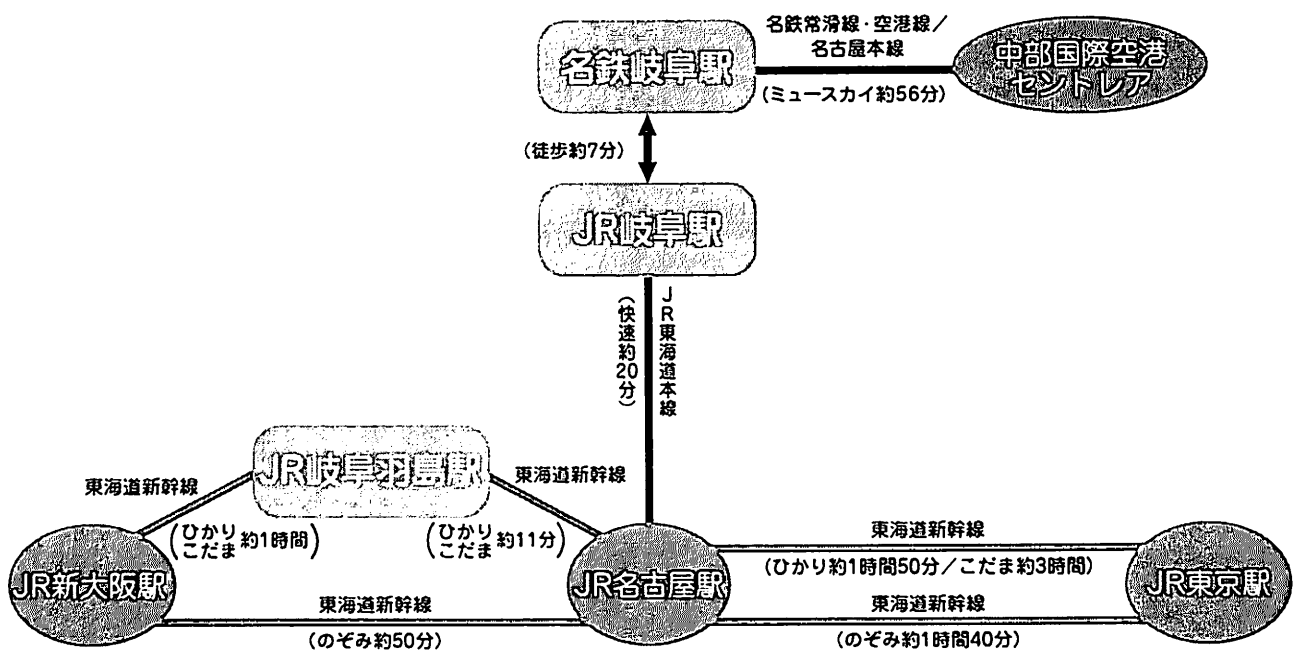 名鉄岐阜駅
名鉄常滑線・空港線／
名古屋本線
(ミュースカイ約56分)
中部国際空港
セントレア
(徒歩約7分)
JR岐阜駅
(快速約20分)
JR東海道本線
JR岐阜羽島駅
東海道新幹線
(ひかり
こだま約1時間)
東海道新幹線
(ひかり
こだま約11分)
JR新大阪駅
東海道新幹線
(のぞみ約50分)
JR名古屋駅
東海道新幹線
(ひかり約1時間50分／こだま約3時間)
東海道新幹線
(のぞみ約1時間40分)
JR東京駅